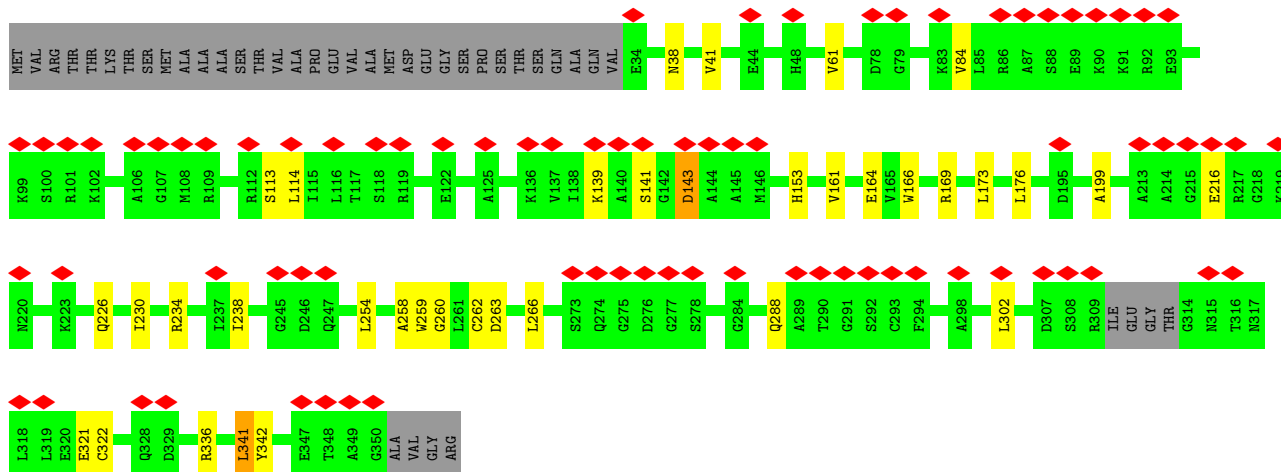 MET VAL ARG THR THR LYS THR SER MET ALA ALA ALA SER THR VAL ALA PRO GLU VAL ALA MET ASP GLU GLY SER PRO SER THR SER GLN ALA GLN VAL E34 N38 V41 E44 H48 V61 D78 G79 K83 V84 L85 R86 A87 S88 E89 K90 K91 R92 E93
K99 S100 R101 K102 A106 G107 M108 R109 R112 S113 L114 I115 L116 T117 S118 R119 E122 A125 K136 V137 I138 K139 A140 S141 G142 D143 A144 A145 M146 H153 V161 E164 V165 W166 R169 L173 L176 D195 A199 A213 A214 G215 E216 R217 G218 K219
N220 K223 Q226 I230 R234 I237 I238 G245 D246 Q247 L254 A258 W259 G260 L261 C262 D263 L266 S273 Q274 G275 D276 G277 S278 G284 Q288 A289 T290 G291 S292 C293 F294 A298 L302 D307 S308 R309 ILE GLU GLY THR G314 N315 T316 N317
L318 L319 E320 E321 C322 Q328 D329 R336 L341 Y342 E347 T348 A349 G350 ALA VAL GLY ARG